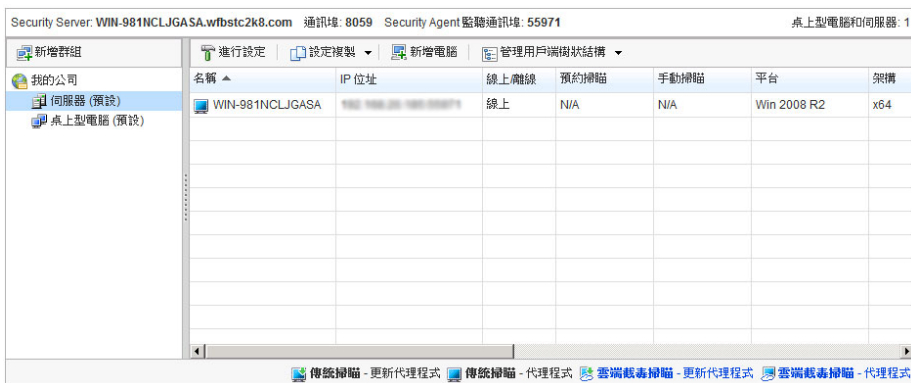 Security Server: WIN-981NCLJGASA.wfbstc2k8.com 通訊埠: 8059 Security Agent 監聽通訊埠: 55971 桌上型電腦和伺服器: 1
新增群組 進行設定 設定複製 新增電腦 管理用戶端樹狀結構
我的公司
伺服器 (預設)
桌上型電腦 (預設)
名稱 IP 位址 線上/離線 預約掃瞄 手動掃瞄 平台 架構
WIN-981NCLJGASA 線上 N/A N/A Win 2008 R2 x64
傳統掃瞄 - 更新代理程式 傳統掃瞄 - 代理程式 雲端截毒掃瞄 - 更新代理程式 雲端截毒掃瞄 - 代理程式